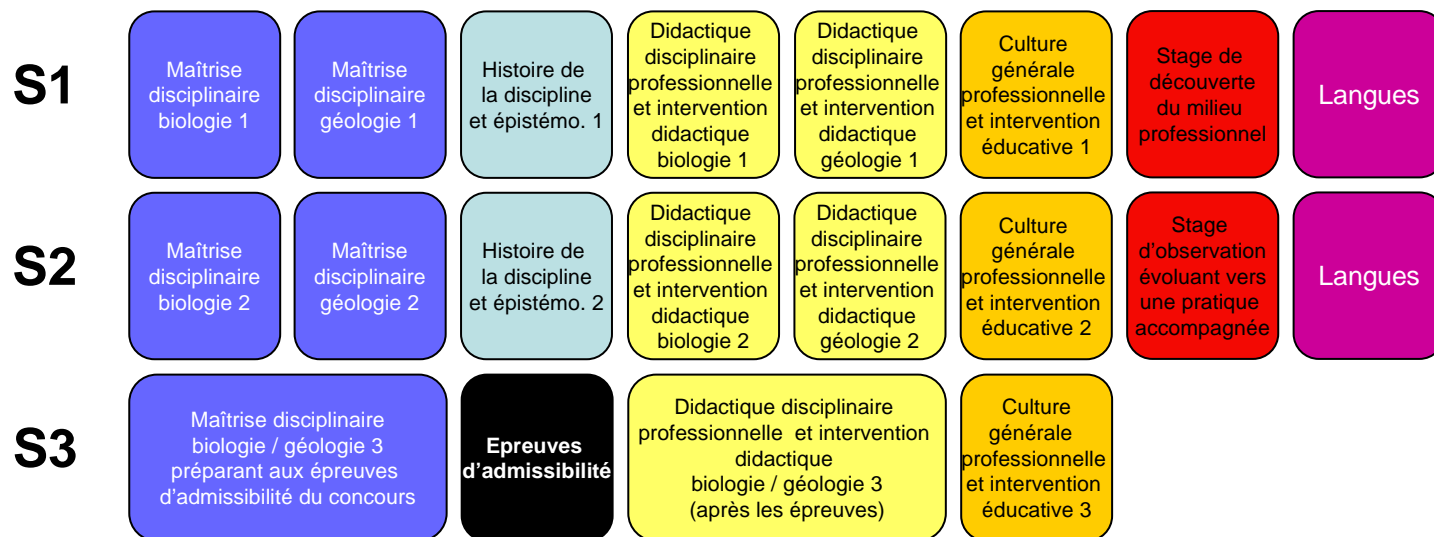 S1
Maîtrise
disciplinaire
biologie 1
Maîtrise
disciplinaire
géologie 1
Histoire de
la discipline
et épistémo. 1
Didactique
disciplinaire
professionnelle
et intervention
didactique
biologie 1
Didactique
disciplinaire
professionnelle
et intervention
didactique
géologie 1
Culture
générale
professionnelle
et intervention
éducative 1
Stage de
découverte
du milieu
professionnel
Langues
S2
Maîtrise
disciplinaire
biologie 2
Maîtrise
disciplinaire
géologie 2
Histoire de
la discipline
et épistémo. 2
Didactique
disciplinaire
professionnelle
et intervention
didactique
biologie 2
Didactique
disciplinaire
professionnelle
et intervention
didactique
géologie 2
Culture
générale
professionnelle
et intervention
éducative 2
Stage
d'observation
évoluant vers
une pratique
accompagnée
Langues
S3
Maîtrise disciplinaire
biologie / géologie 3
préparant aux épreuves
d'admissibilité du concours
Epreuves
d'admissibilité
Didactique disciplinaire
professionnelle et intervention
didactique
biologie / géologie 3
(après les épreuves)
Culture
générale
professionnelle
et intervention
éducative 3